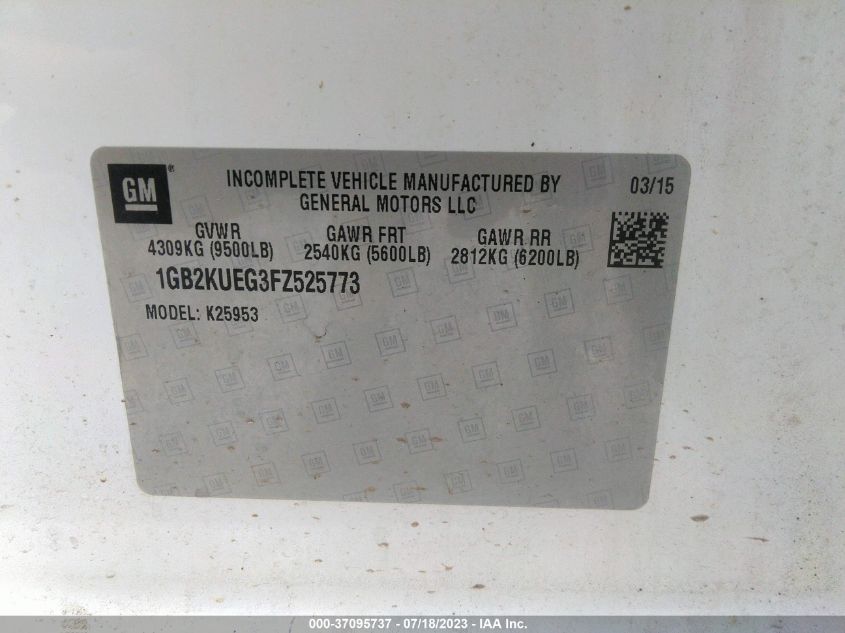 GM®
INCOMPLETE VEHICLE MANUFACTURED BY
GENERAL MOTORS LLC
03/15
GVWR
4309KG (9500LB)
GAWR FRT
2540KG (5600LB)
GAWR RR
2812KG (6200LB)
1GB2KUEG3FZ525773
MODEL: K25953
000-37095737 - 07/18/2023 - IAA Inc.